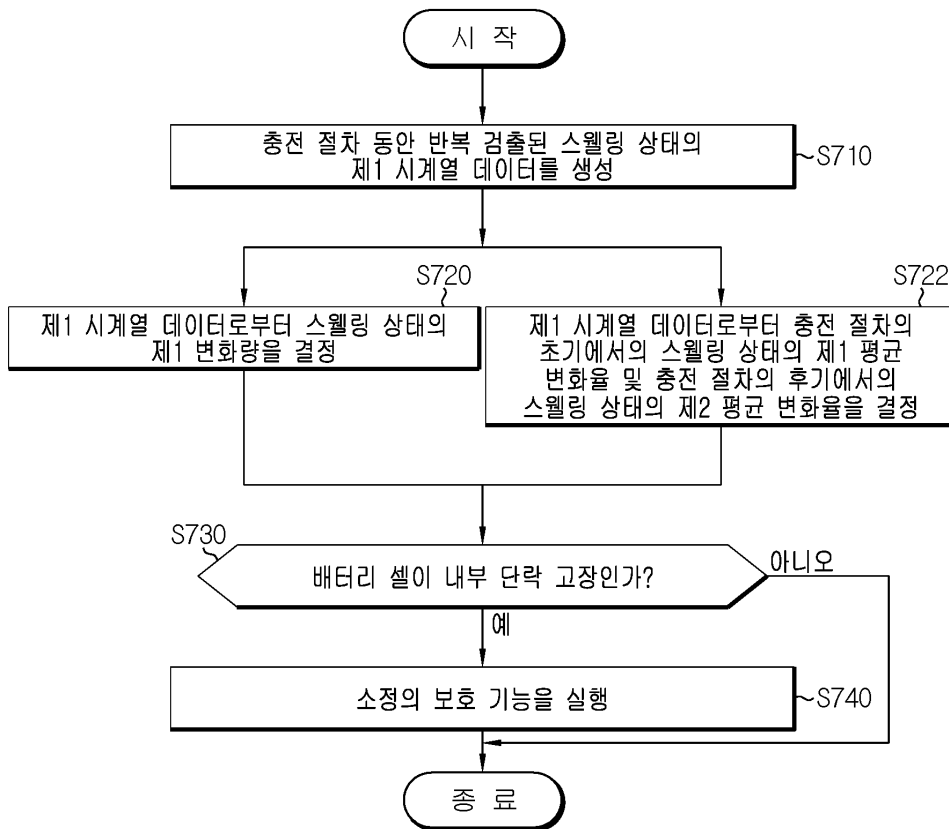 시 작
충전 절차 동안 반복 검출된 스웰링 상태의
제1 시계열 데이터를 생성
S710
S720
제1 시계열 데이터로부터 스웰링 상태의
제1 변화량을 결정
S722
제1 시계열 데이터로부터 충전 절차의
초기에서의 스웰링 상태의 제1 평균
변화율 및 충전 절차의 후기에서의
스웰링 상태의 제2 평균 변화율을 결정
S730
배터리 셀이 내부 단락 고장인가?
아니오
예
소정의 보호 기능을 실행
S740
종 료